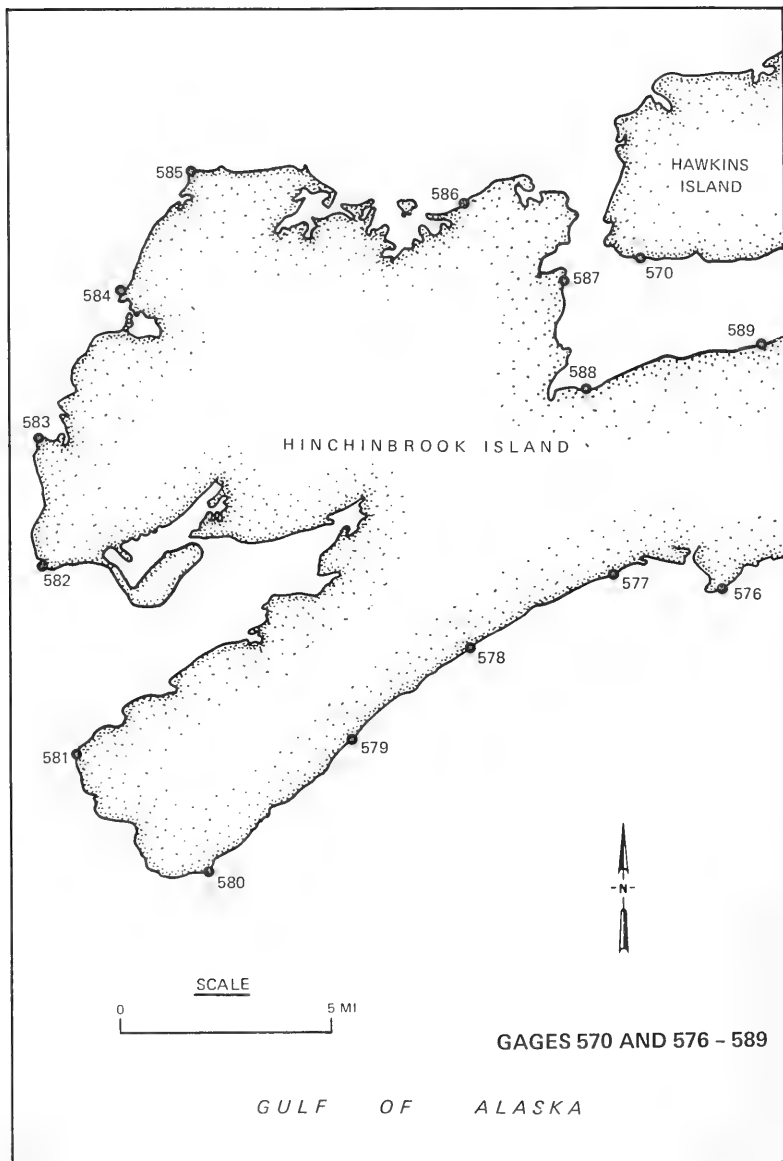 HAWKINS
ISLAND
585
586
570
587
584
589
588
583
HINCHINBROOK ISLAND
582
577
576
578
579
581
580
-N-
SCALE
0 5 MI
GAGES 570 AND 576 - 589
GULF OF ALASKA